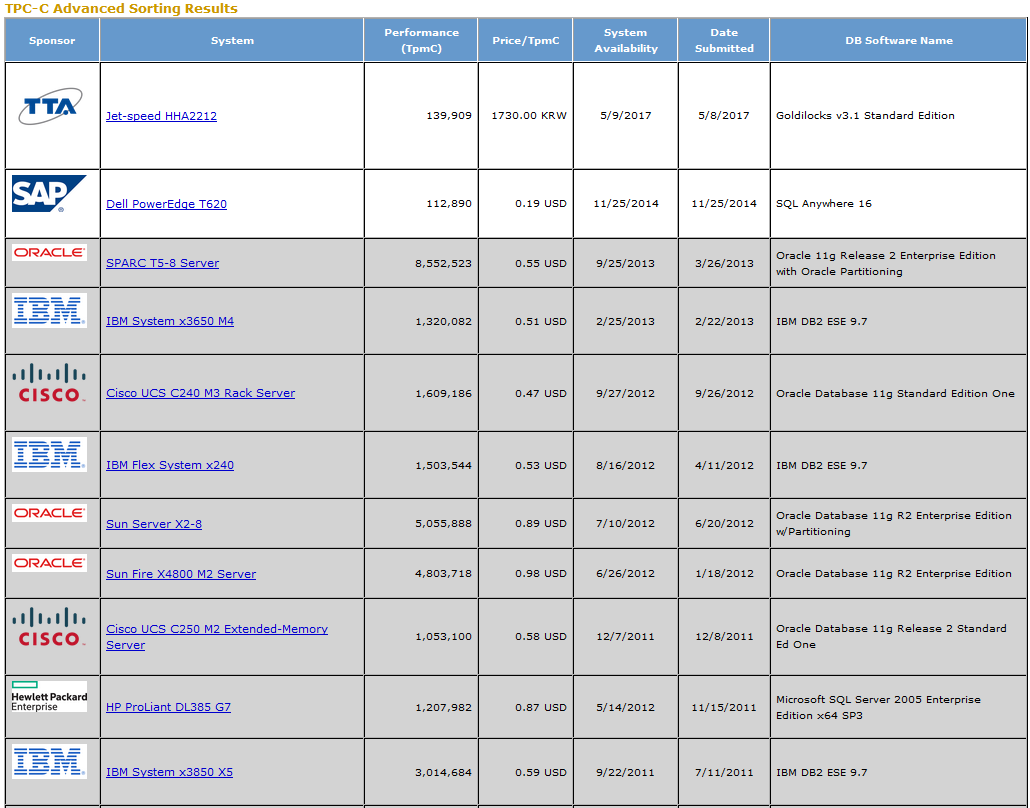 TPC-C Advanced Sorting Results
Sponsor System Performance (TpmC) Price/TpmC System Availability Date Submitted DB Software Name
TTA Jet-speed HHA2212 139,909 1730.00 KRW 5/9/2017 5/8/2017 Goldilocks v3.1 Standard Edition
SAP Dell PowerEdge T620 112,890 0.19 USD 11/25/2014 11/25/2014 SQL Anywhere 16
ORACLE SPARC T5-8 Server 8,552,523 0.55 USD 9/25/2013 3/26/2013 Oracle 11g Release 2 Enterprise Edition with Oracle Partitioning
IBM IBM System x3650 M4 1,320,082 0.51 USD 2/25/2013 2/22/2013 IBM DB2 ESE 9.7
CISCO Cisco UCS C240 M3 Rack Server 1,609,186 0.47 USD 9/27/2012 9/26/2012 Oracle Database 11g Standard Edition One
IBM IBM Flex System x240 1,503,544 0.53 USD 8/16/2012 4/11/2012 IBM DB2 ESE 9.7
ORACLE Sun Server X2-8 5,055,888 0.89 USD 7/10/2012 6/20/2012 Oracle Database 11g R2 Enterprise Edition w/Partitioning
ORACLE Sun Fire X4800 M2 Server 4,803,718 0.98 USD 6/26/2012 1/18/2012 Oracle Database 11g R2 Enterprise Edition
CISCO Cisco UCS C250 M2 Extended-Memory Server 1,053,100 0.58 USD 12/7/2011 12/8/2011 Oracle Database 11g Release 2 Standard Ed One
Hewlett Packard Enterprise HP ProLiant DL385 G7 1,207,982 0.87 USD 5/14/2012 11/15/2011 Microsoft SQL Server 2005 Enterprise Edition x64 SP3
IBM IBM System x3850 X5 3,014,684 0.59 USD 9/22/2011 7/11/2011 IBM DB2 ESE 9.7